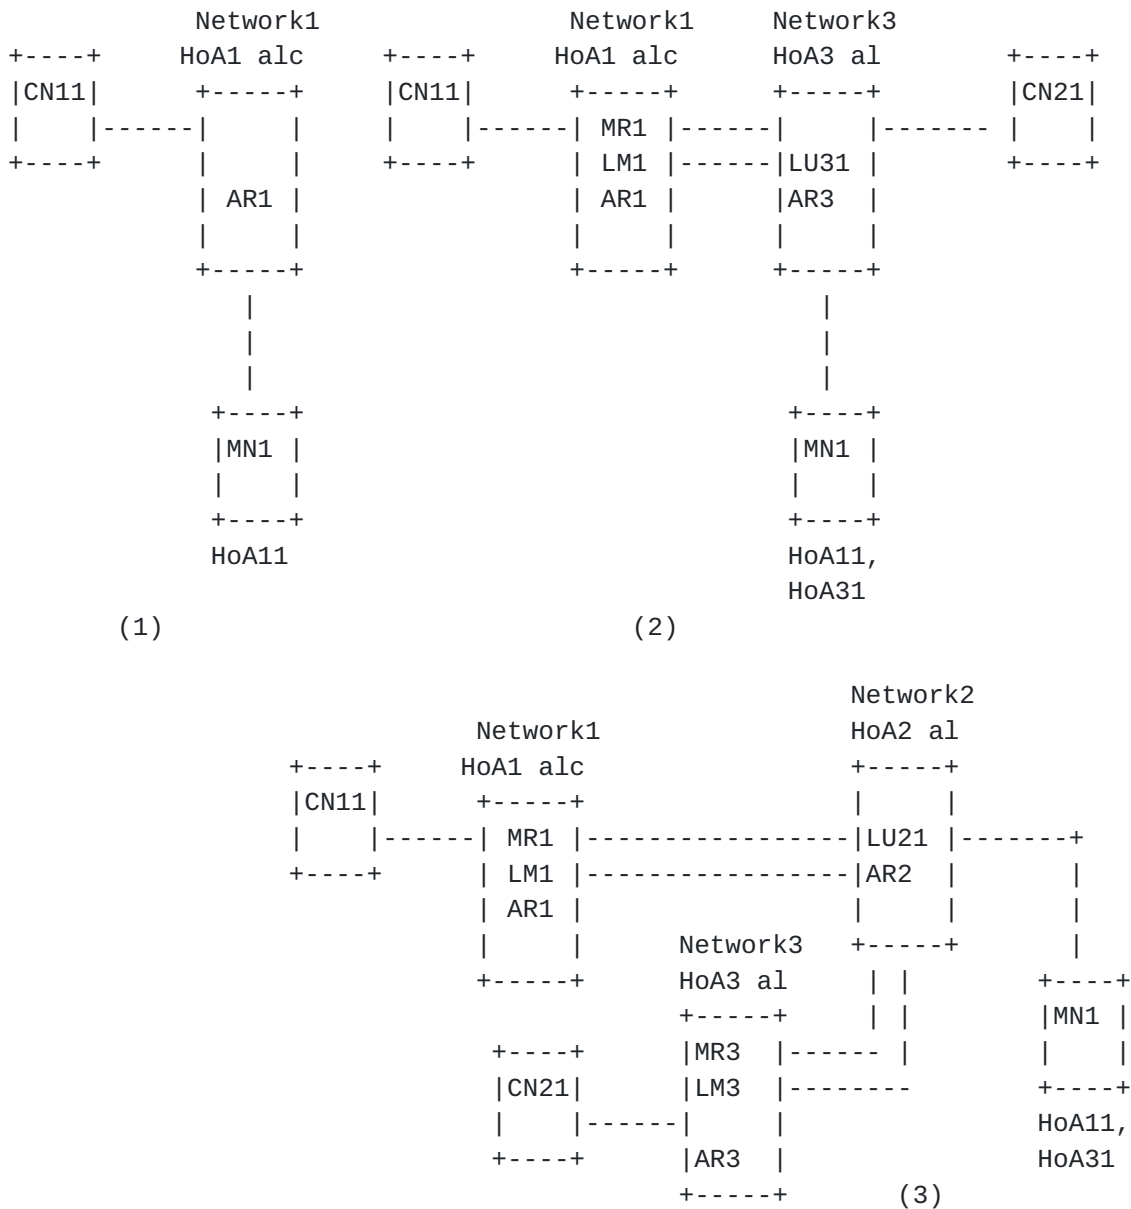 Network1 Network1 Network3
+----+ HoA1 alc +----+ HoA1 alc HoA3 al +----+
|CN11| +-----+ |CN11| +-----+ +-----+ |CN21|
| |------| | | |------| MR1 |------| |------- | |
+----+ | | +----+ | LM1 |------|LU31 | +----+
| AR1 | | AR1 | |AR3 |
| | | | | |
+-----+ +-----+ +-----+
| |
| |
| |
+----+ +----+
|MN1 | |MN1 |
| | | |
+----+ +----+
HoA11 HoA11,
HoA31
(1) (2)
Network2
Network1 HoA2 al
+----+ HoA1 alc +-----+
|CN11| +-----+ | |
| |------| MR1 |-----------------|LU21 |-------+
+----+ | LM1 |-----------------|AR2 | |
| AR1 | | | |
| | Network3 +-----+ |
+-----+ HoA3 al | | +----+
+-----+ | | |MN1 |
+----+ |MR3 |------ | | |
|CN21| |LM3 |-------- +----+
| |------| | HoA11,
+----+ |AR3 | HoA31
+-----+ (3)